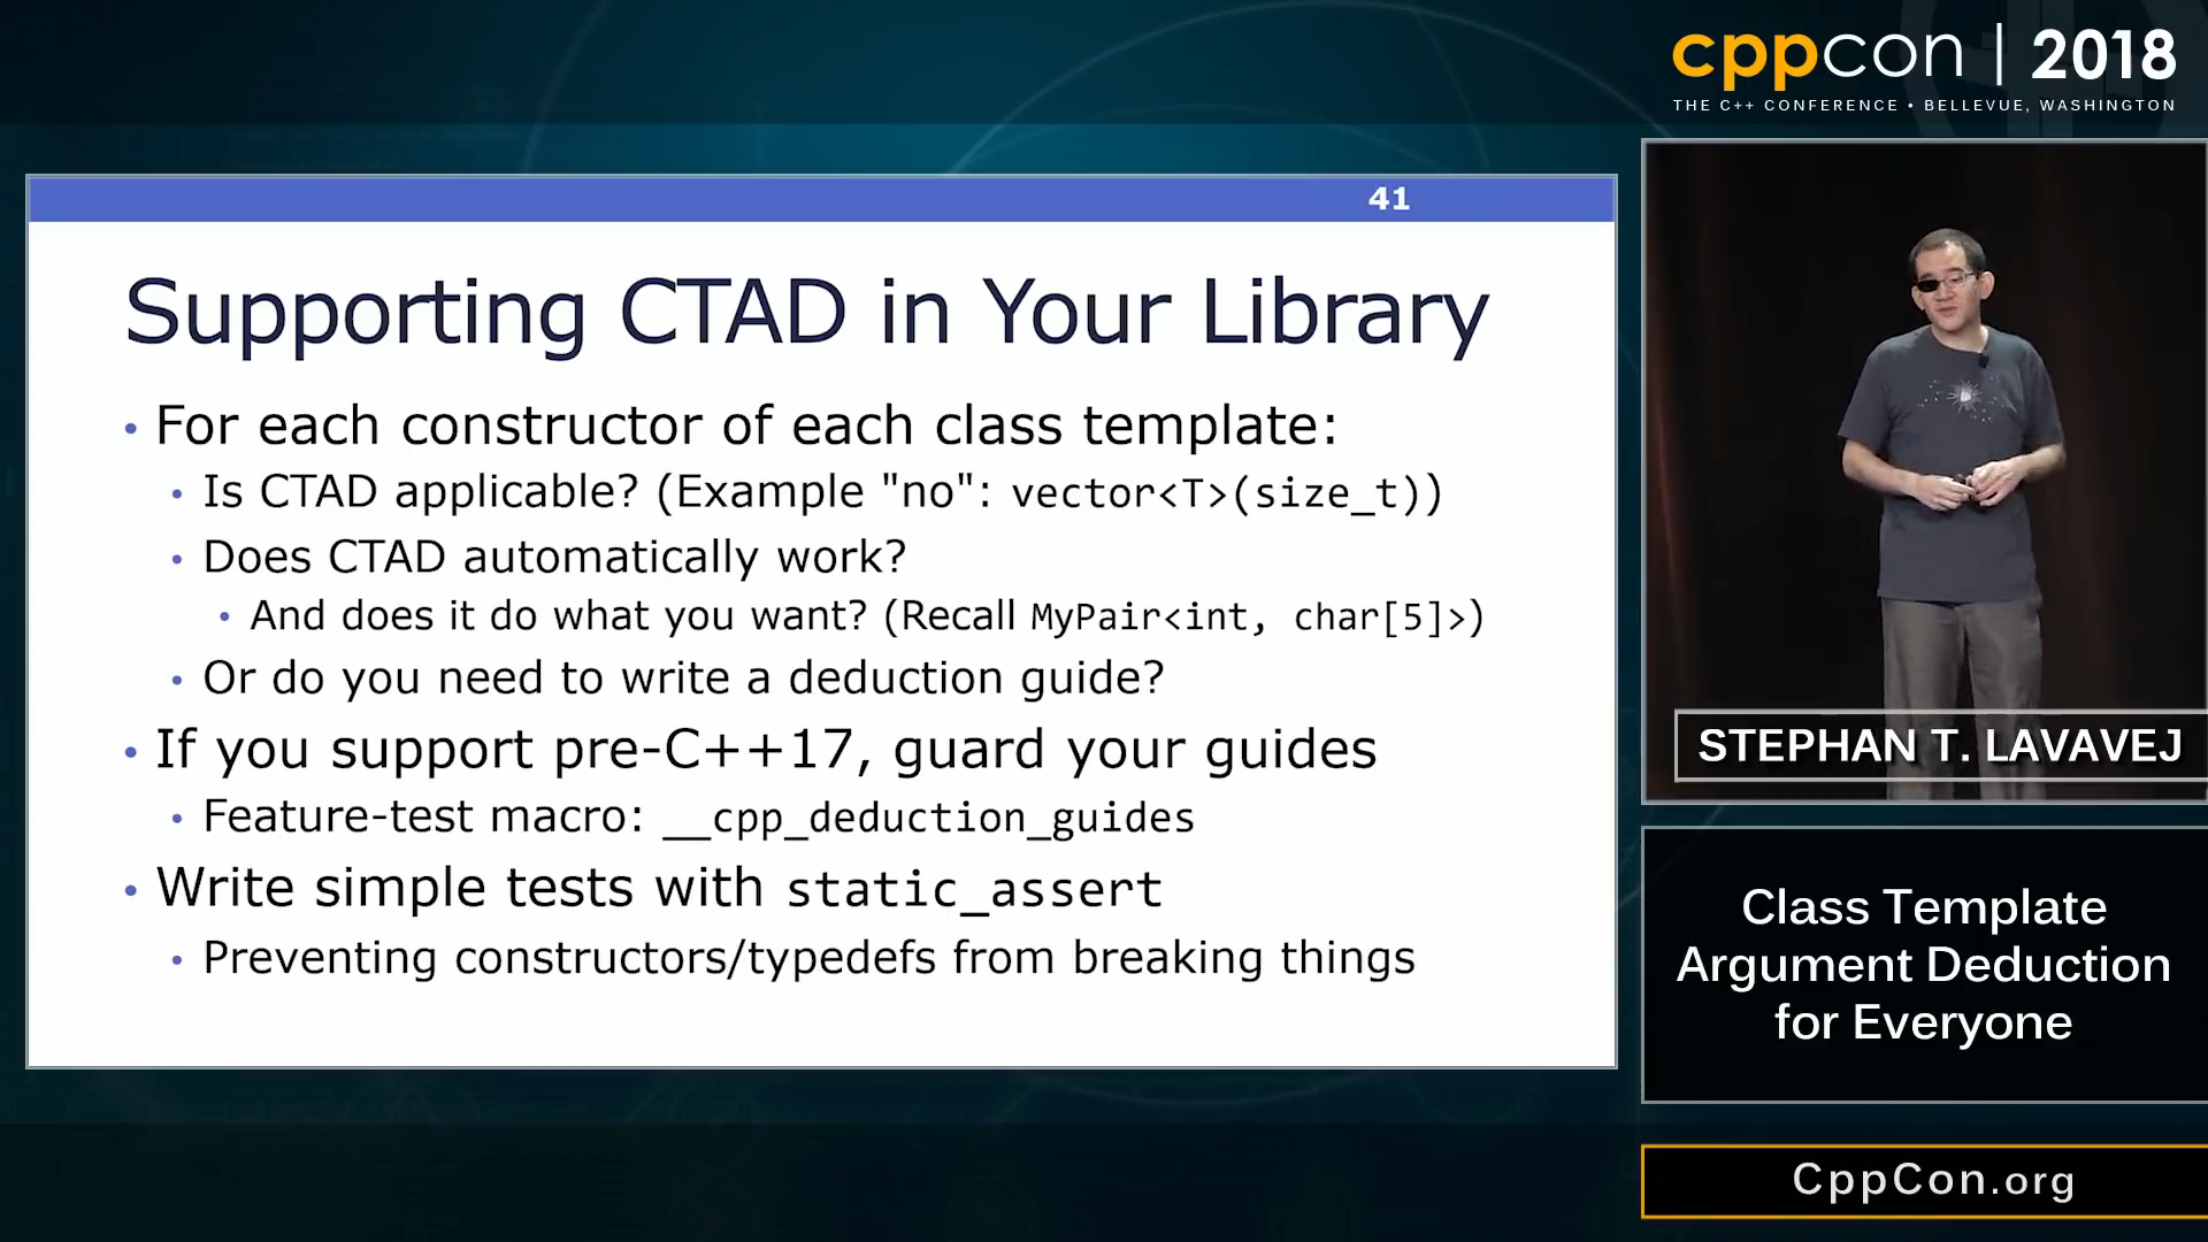 cppcon | 2018
THE C++ CONFERENCE • BELLEVUE, WASHINGTON
41
Supporting CTAD in Your Library
• For each constructor of each class template:
• Is CTAD applicable? (Example "no": vector<T>(size_t))
• Does CTAD automatically work?
• And does it do what you want? (Recall MyPair<int, char[5]>)
• Or do you need to write a deduction guide?
• If you support pre-C++17, guard your guides
• Feature-test macro: __cpp_deduction_guides
• Write simple tests with static_assert
• Preventing constructors/typedefs from breaking things
STEPHAN T. LAVAVEJ
Class Template
Argument Deduction
for Everyone
CppCon.org